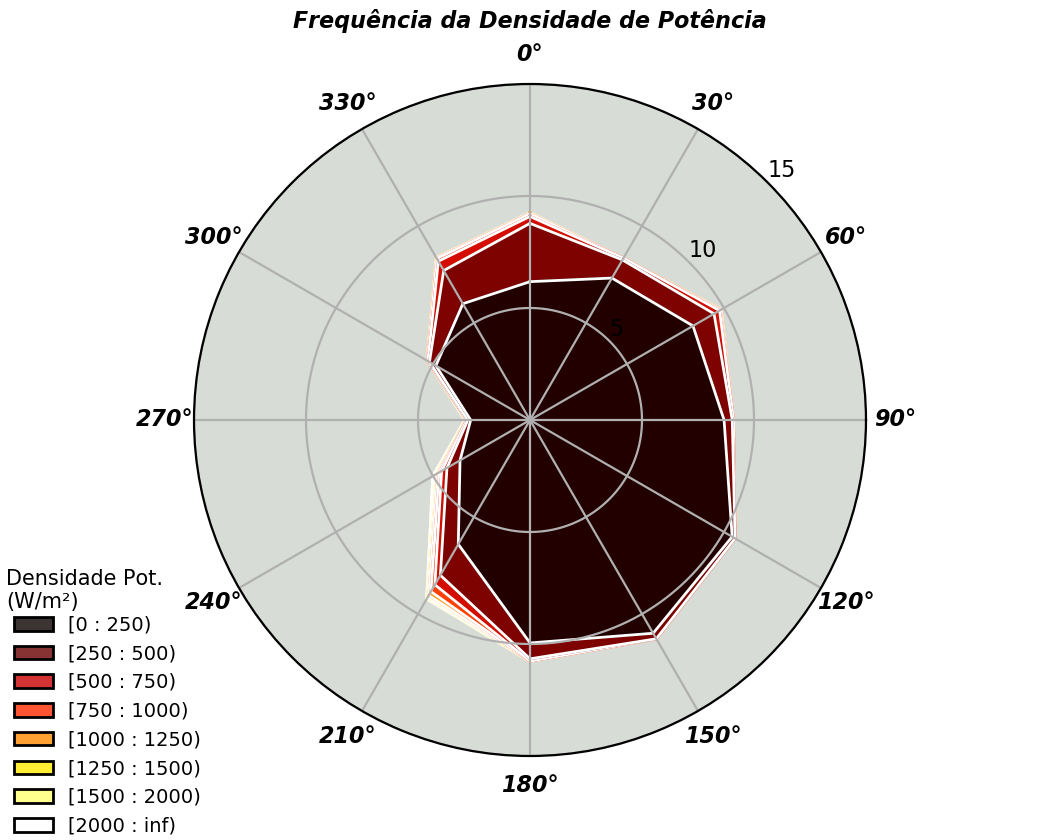 Frequência da Densidade de Potência
0°
330°
30°
15
300°
60°
10
5
270°
90°
Densidade Pot.
(W/m²)
240°
120°
[0 : 250)
[250 : 500)
[500 : 750)
[750 : 1000)
210°
150°
[1000 : 1250)
[1250 : 1500)
180°
[1500 : 2000)
[2000 : inf)